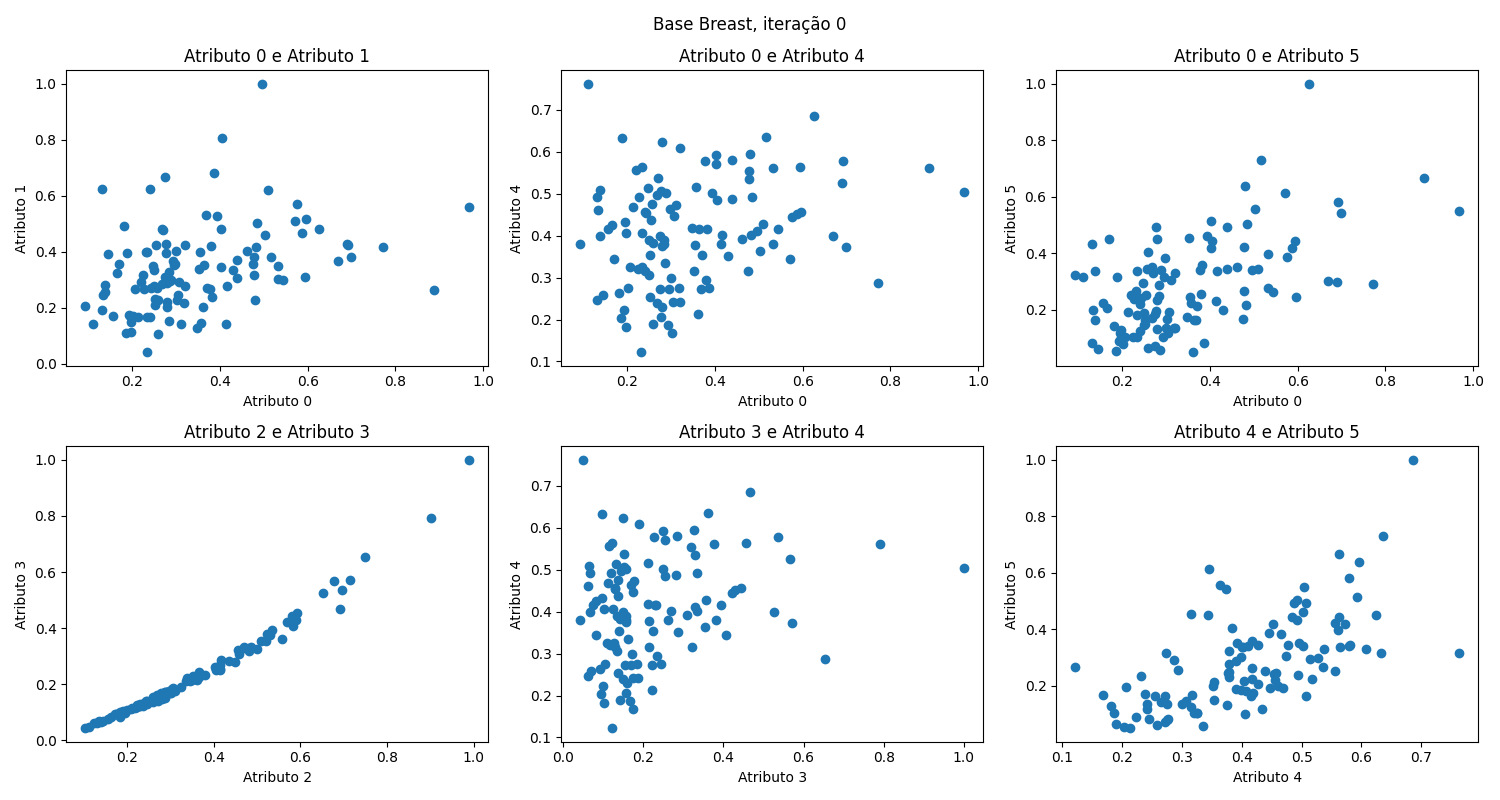 Base Breast, iteração 0
Atributo 0 e Atributo 1
Atributo 0 e Atributo 4
Atributo 0 e Atributo 5
1.0
0.8
0.6
0.4
0.2
0.0
Atributo 1
0.2 0.4 0.6 0.8 1.0
Atributo 0
0.7
0.6
0.5
0.4
0.3
0.2
0.1
Atributo 4
0.2 0.4 0.6 0.8 1.0
Atributo 0
1.0
0.8
0.6
0.4
0.2
Atributo 5
0.2 0.4 0.6 0.8 1.0
Atributo 0
Atributo 2 e Atributo 3
Atributo 3 e Atributo 4
Atributo 4 e Atributo 5
1.0
0.8
0.6
0.4
0.2
0.0
Atributo 3
0.2 0.4 0.6 0.8 1.0
Atributo 2
0.7
0.6
0.5
0.4
0.3
0.2
0.1
Atributo 4
0.0 0.2 0.4 0.6 0.8 1.0
Atributo 3
1.0
0.8
0.6
0.4
0.2
Atributo 5
0.1 0.2 0.3 0.4 0.5 0.6 0.7
Atributo 4